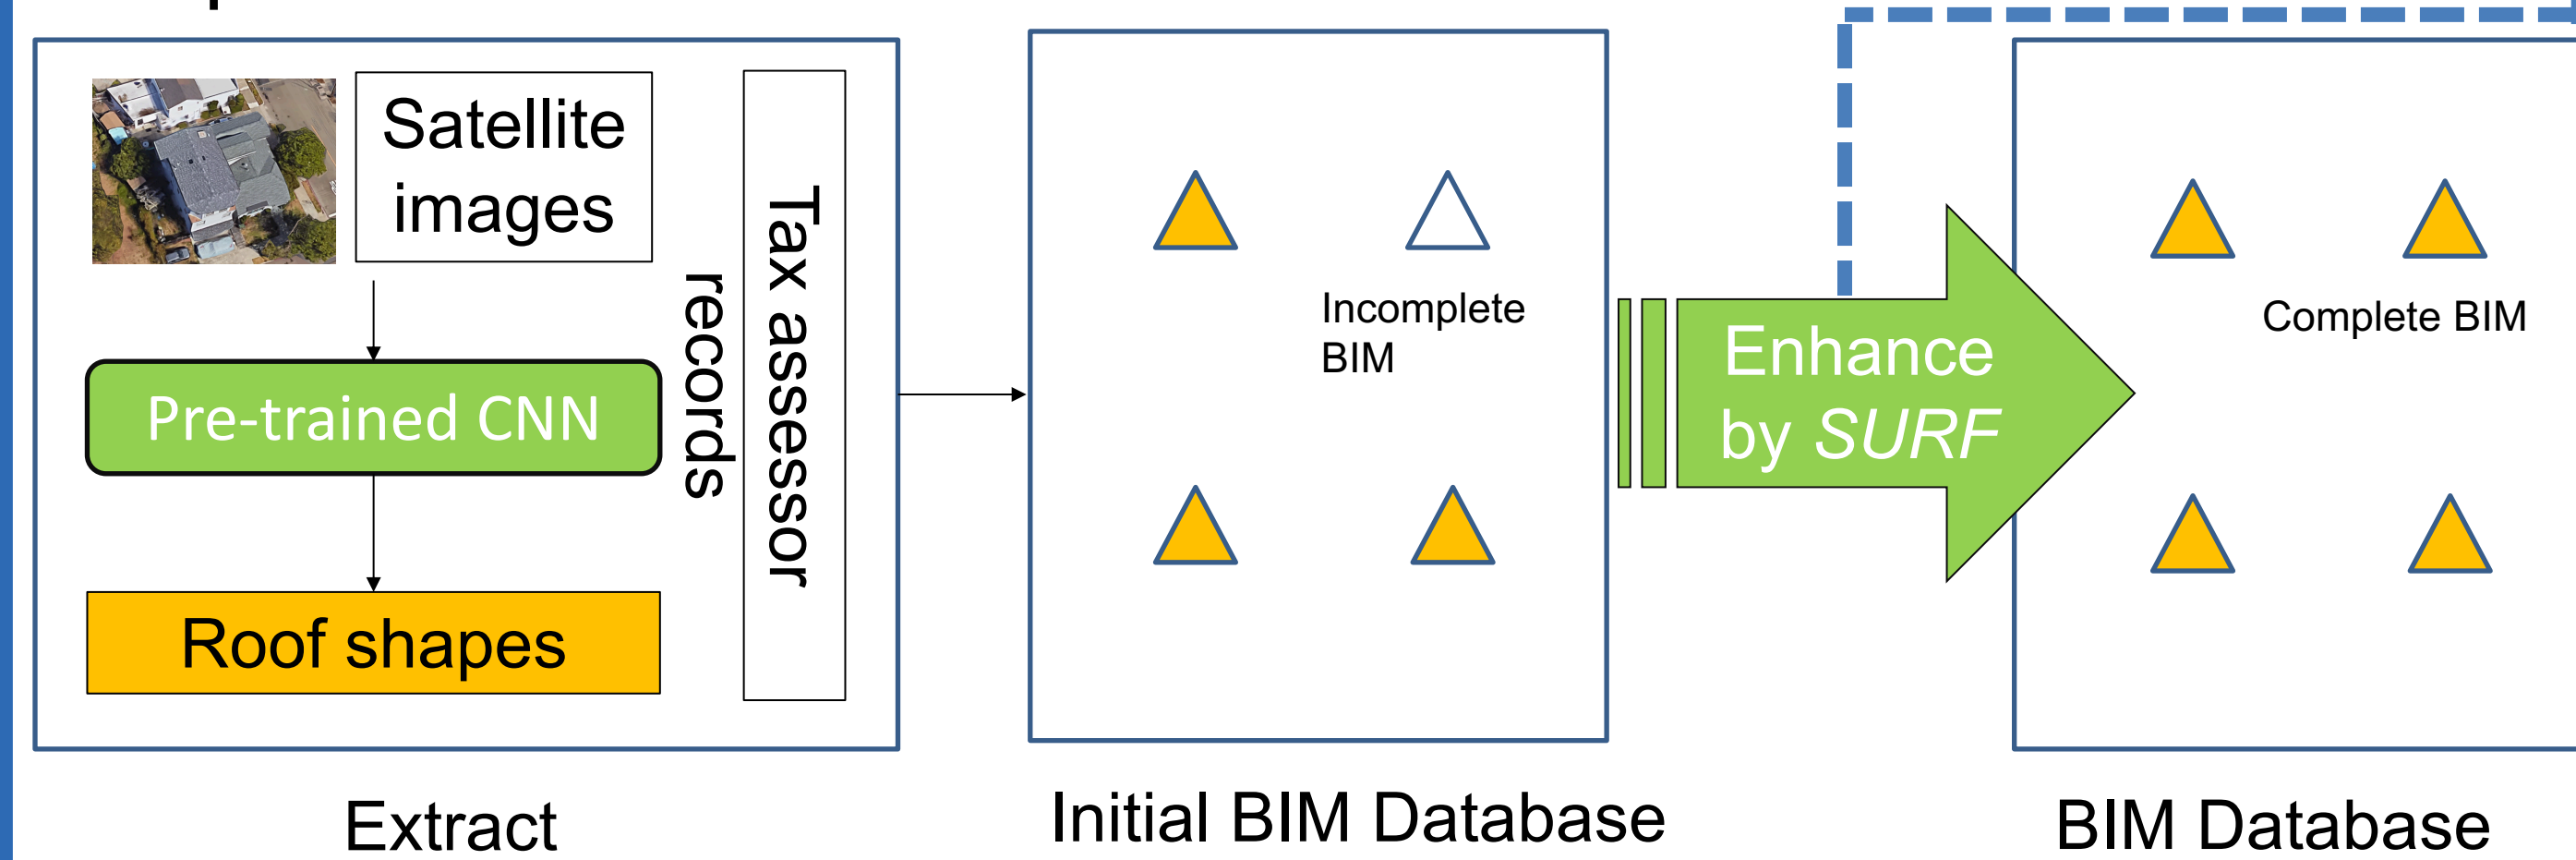 Satellite
images
Tax assessor
records
Pre-trained CNN
Roof shapes
Extract
Incomplete
BIM
Initial BIM Database
Enhance
by SURF
Complete BIM
BIM Database